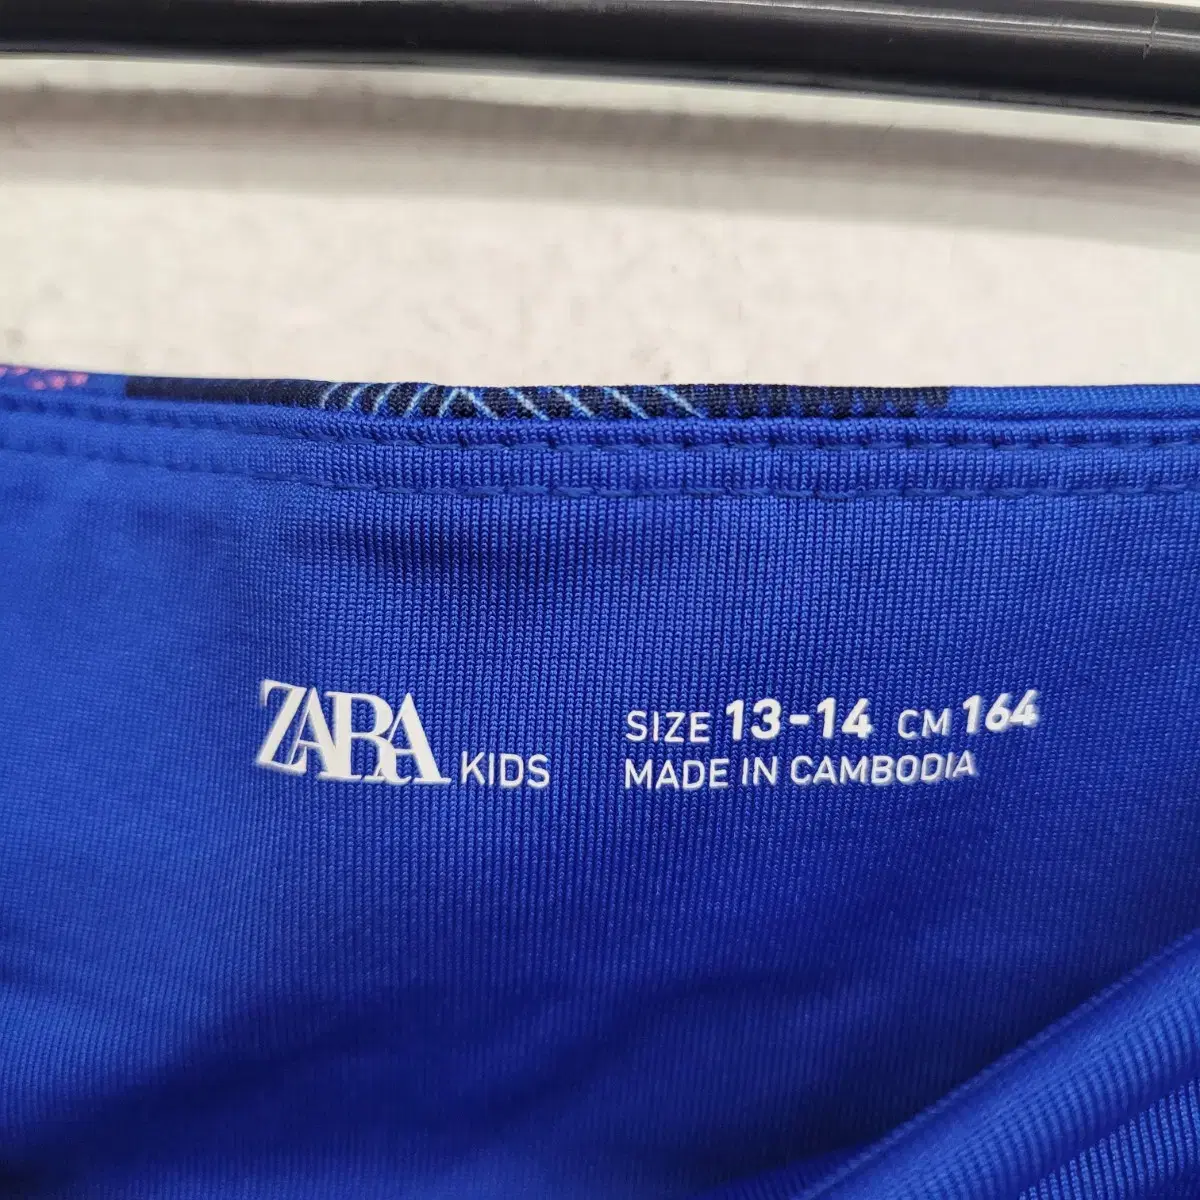 ZARA KIDS
SIZE 13-14 CM 164
MADE IN CAMBODIA